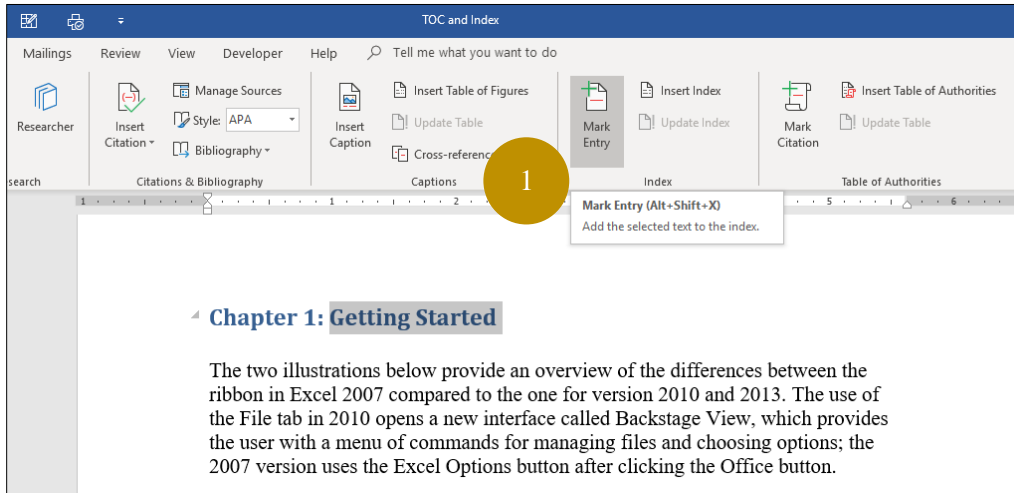 TOC and Index
Mailings Review View Developer Help Tell me what you want to do
Researcher
search
Insert Citation
Manage Sources
Style: APA
Bibliography
Citations & Bibliography
Insert Caption
Insert Table of Figures
Update Table
Cross-referenc
Captions
1
Mark Entry
Insert Index
Update Index
Index
Mark Citation
Insert Table of Authorities
Update Table
Table of Authorities
1 1 2 5 6
Mark Entry (Alt+Shift+X)
Add the selected text to the index.
Chapter 1: Getting Started
The two illustrations below provide an overview of the differences between the
ribbon in Excel 2007 compared to the one for version 2010 and 2013. The use of
the File tab in 2010 opens a new interface called Backstage View, which provides
the user with a menu of commands for managing files and choosing options; the
2007 version uses the Excel Options button after clicking the Office button.